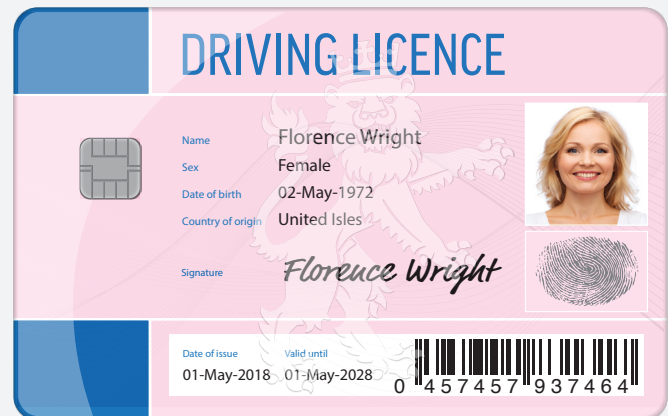 DRIVING LICENCE
Name Florence Wright
Sex Female
Date of birth 02-May-1972
Country of origin United Isles
Signature Florence Wright
Date of issue Valid until
01-May-2018 01-May-2028
0 457457 937464